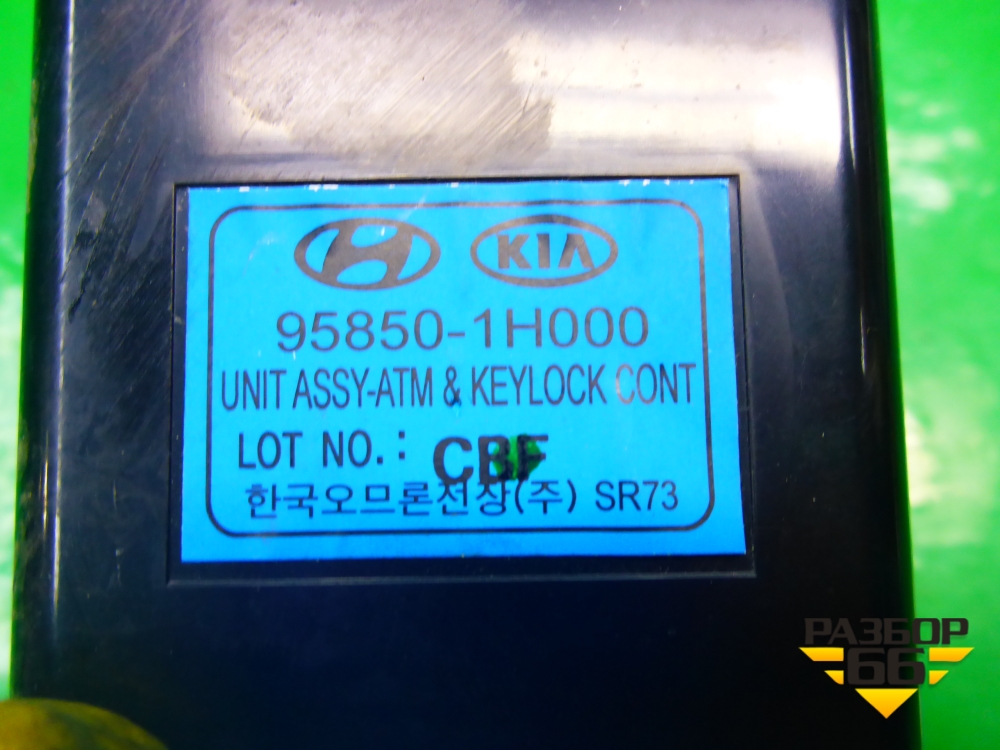 KIA
95850-1H000
UNIT ASSY-ATM & KEYLOCK CONT
LOT NO.: CBF
한국오므론전장(주) SR73
РАЗБОР
66